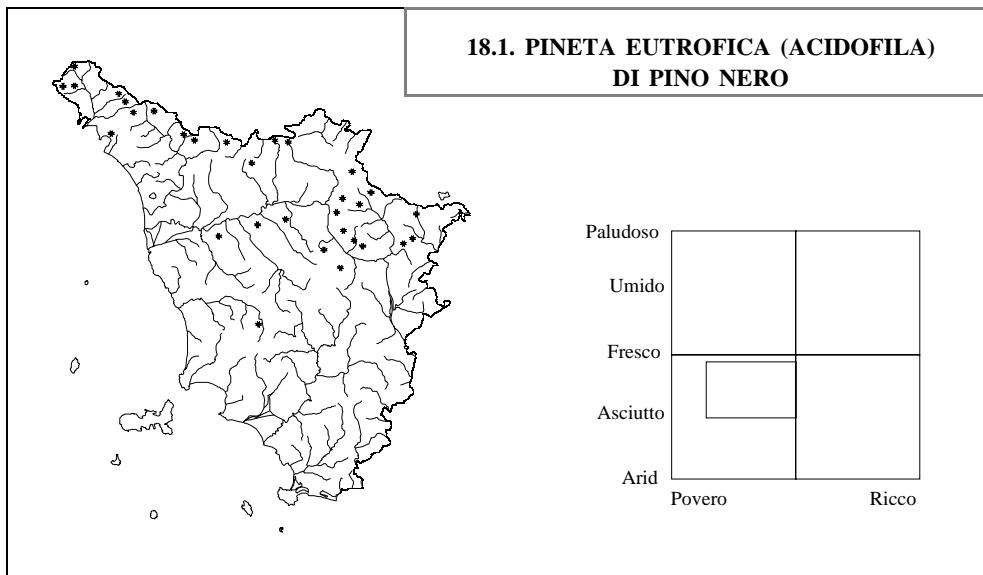 18.1. PINETA EUTROFICA (ACIDOFILA)
DI PINO NERO
Paludoso
Umido
Fresco
Asciutto
Arid
Povero
Ricco